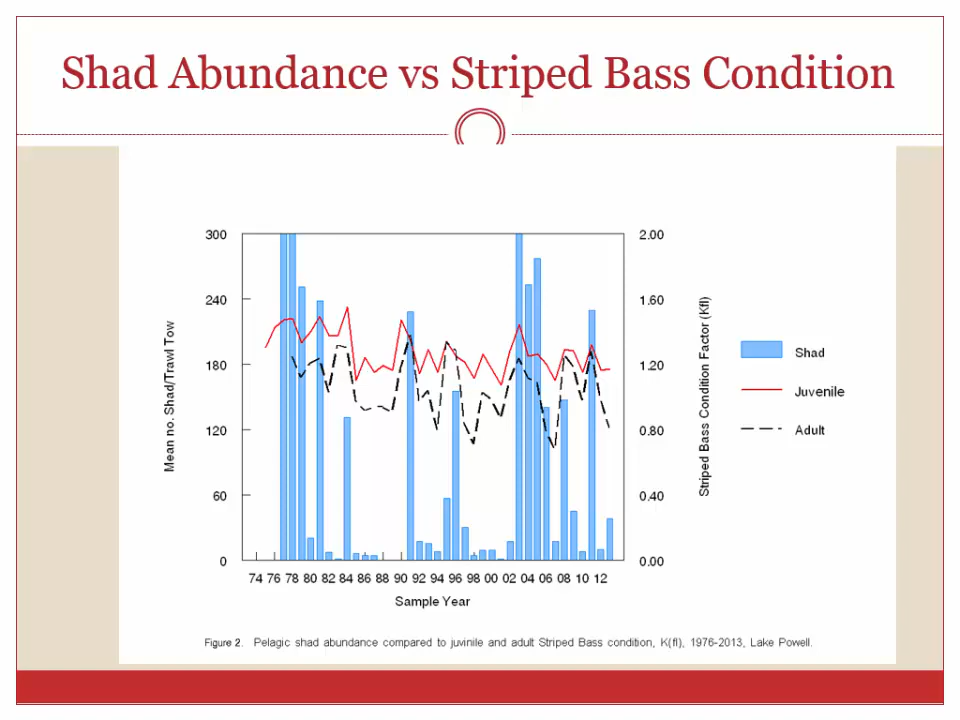 Shad Abundance vs Striped Bass Condition
300
240
180
120
60
0
Mean no. Shad/Trawl Tow
2.00
1.60
1.20
0.80
0.40
0.00
Striped Bass Condition Factor (Kfl)
74 76 78 80 82 84 86 88 90 92 94 96 98 00 02 04 06 08 10 12
Sample Year
Shad
Juvenile
Adult
Figure 2. Pelagic shad abundance compared to juvinile and adult Striped Bass condition, K(fl), 1976-2013, Lake Powell.